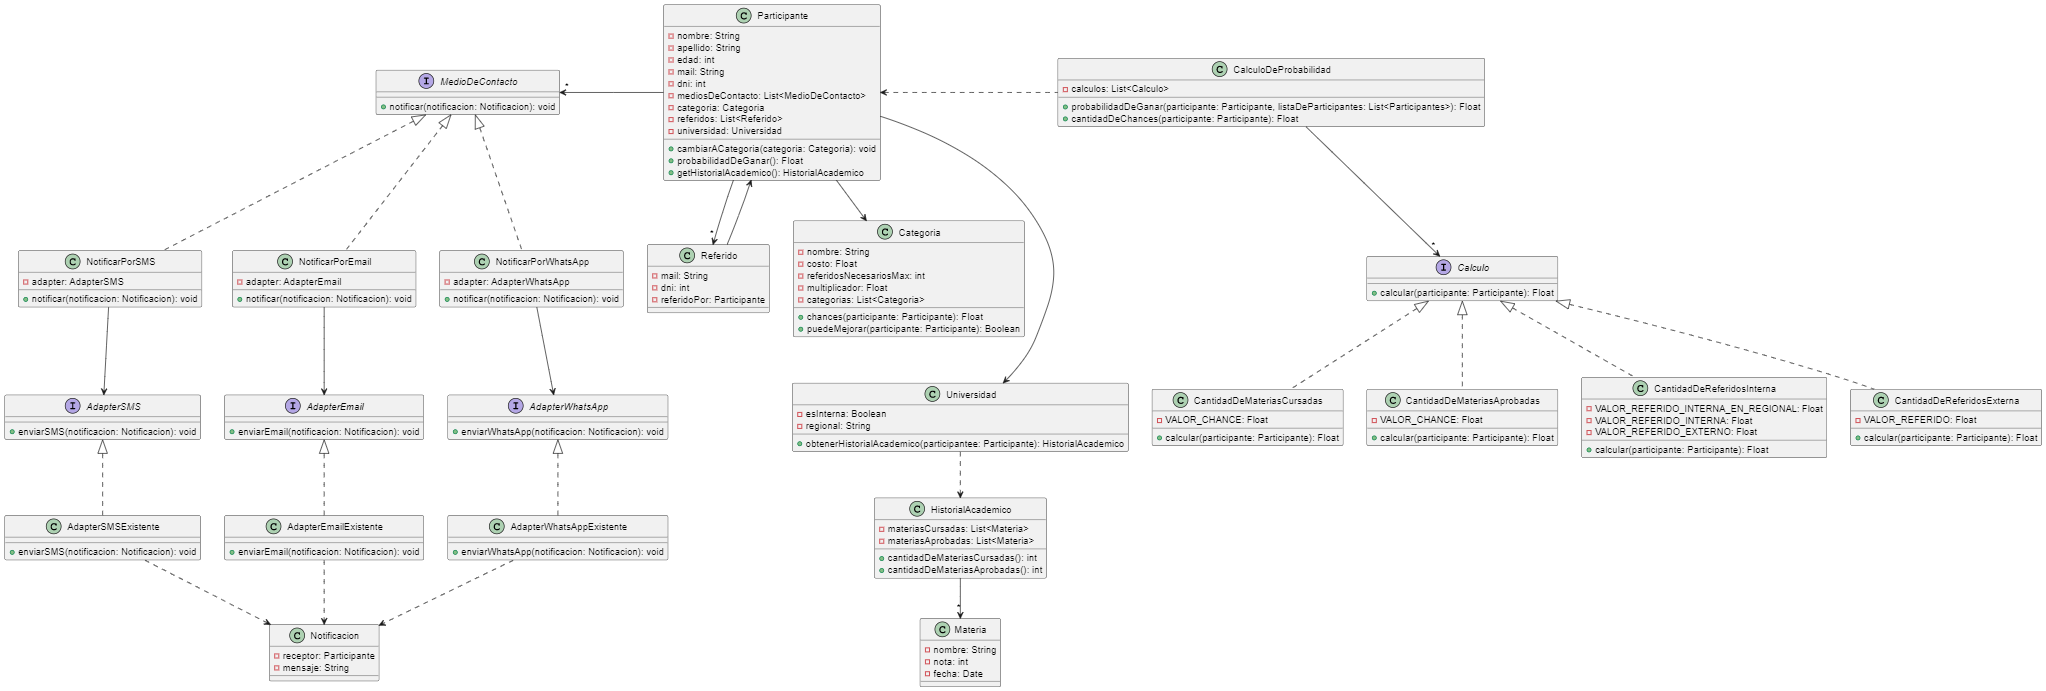 C Participante
nombre: String
apellido: String
edad: int
mail: String
dni: int
mediosDeContacto: List<MedioDeContacto>
categoria: Categoria
referidos: List<Referido>
universidad: Universidad
cambiarACategoria(categoria: Categoria): void
probabilidadDeGanar(): Float
getHistorialAcademico(): HistorialAcademico
I MedioDeContacto
notificar(notificacion: Notificacion): void
*
C CalculoDeProbabilidad
calculos: List<Calculo>
probabilidadDeGanar(participante: Participante, listaDeParticipantes: List<Participantes>): Float
cantidadDeChances(participante: Participante): Float
C NotificarPorSMS
adapter: AdapterSMS
notificar(notificacion: Notificacion): void
C NotificarPorEmail
adapter: AdapterEmail
notificar(notificacion: Notificacion): void
C NotificarPorWhatsApp
adapter: AdapterWhatsApp
notificar(notificacion: Notificacion): void
*
C Referido
mail: String
dni: int
referidoPor: Participante
C Categoria
nombre: String
costo: Float
referidosNecesariosMax: int
multiplicador: Float
categorias: List<Categoria>
chances(participante: Participante): Float
puedeMejorar(participante: Participante): Boolean
*
I Calculo
calcular(participante: Participante): Float
I AdapterSMS
enviarSMS(notificacion: Notificacion): void
I AdapterEmail
enviarEmail(notificacion: Notificacion): void
I AdapterWhatsApp
enviarWhatsApp(notificacion: Notificacion): void
C Universidad
esInterna: Boolean
regional: String
obtenerHistorialAcademico(participantee: Participante): HistorialAcademico
C CantidadDeMateriasCursadas
VALOR_CHANCE: Float
calcular(participante: Participante): Float
C CantidadDeMateriasAprobadas
VALOR_CHANCE: Float
calcular(participante: Participante): Float
C CantidadDeReferidosInterna
VALOR_REFERIDO_INTERNA_EN_REGIONAL: Float
VALOR_REFERIDO_INTERNA: Float
VALOR_REFERIDO_EXTERNO: Float
calcular(participante: Participante): Float
C CantidadDeReferidosExterna
VALOR_REFERIDO: Float
calcular(participante: Participante): Float
C AdapterSMSExistente
enviarSMS(notificacion: Notificacion): void
C AdapterEmailExistente
enviarEmail(notificacion: Notificacion): void
C AdapterWhatsAppExistente
enviarWhatsApp(notificacion: Notificacion): void
C HistorialAcademico
materiasCursadas: List<Materia>
materiasAprobadas: List<Materia>
cantidadDeMateriasCursadas(): int
cantidadDeMateriasAprobadas(): int
C Notificacion
receptor: Participante
mensaje: String
*
C Materia
nombre: String
nota: int
fecha: Date